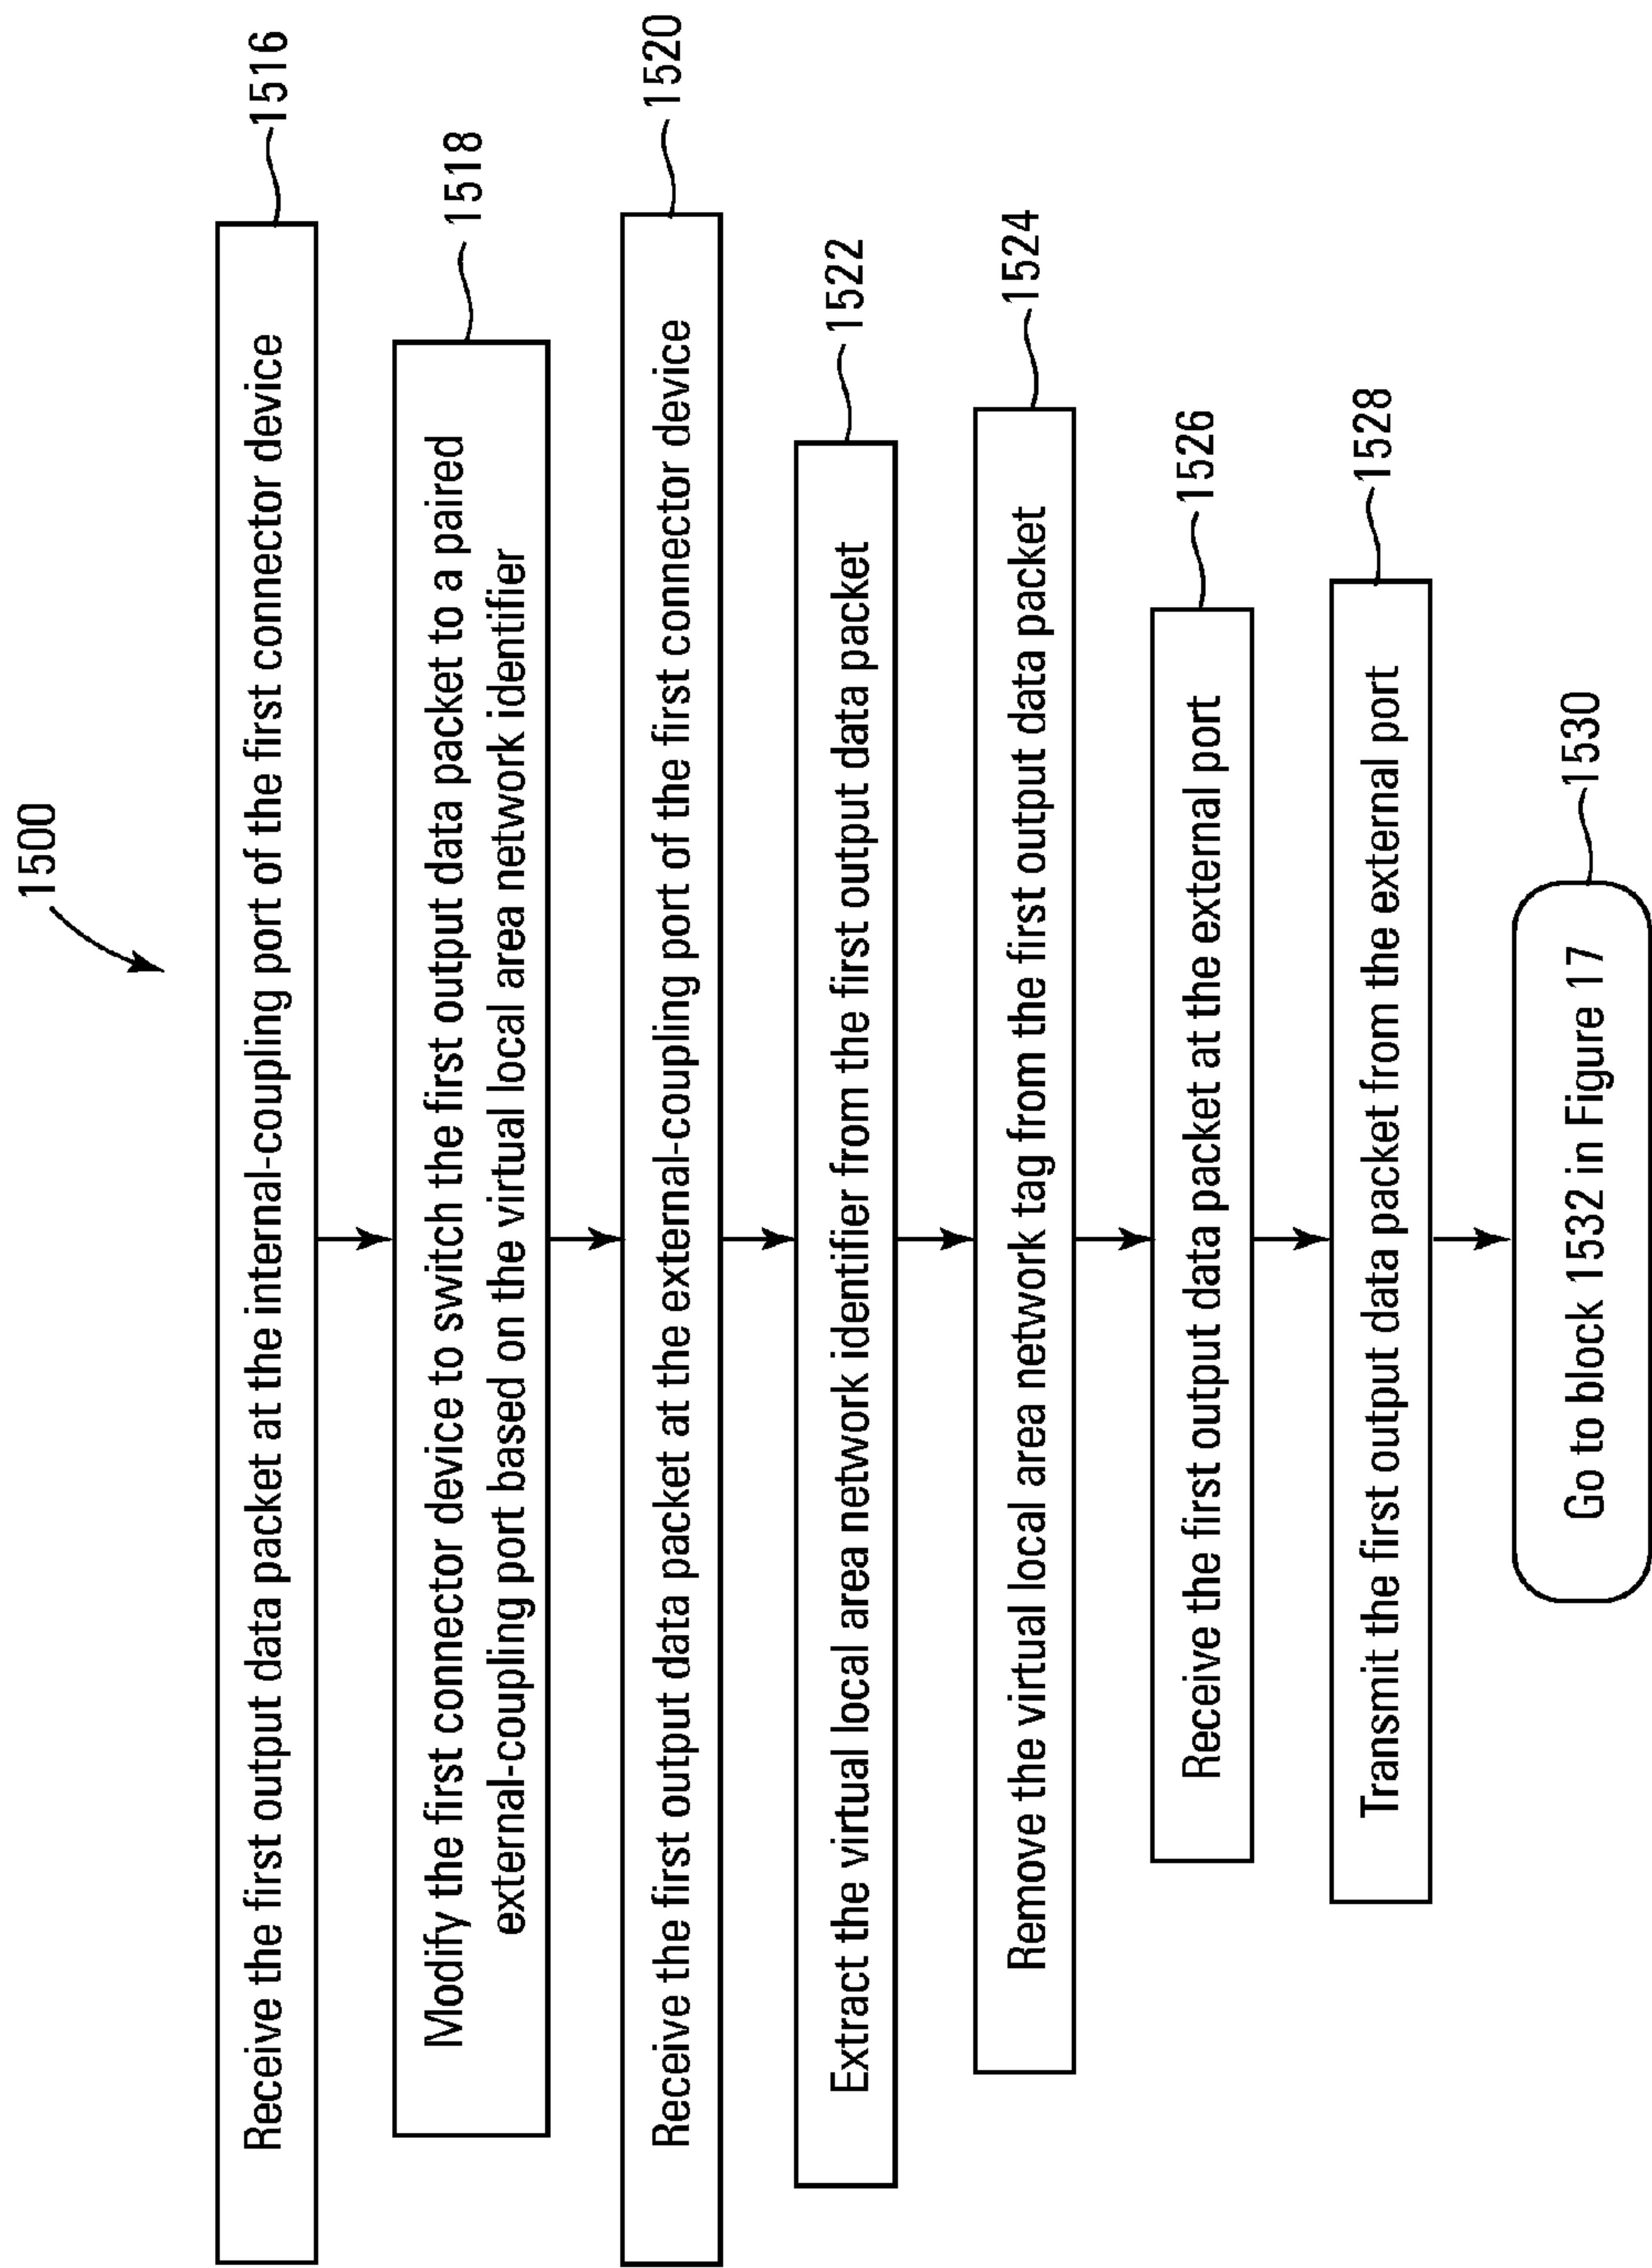 1500
Receive the first output data packet at the internal-coupling port of the first connector device
1516
Modify the first connector device to switch the first output data packet to a paired
external-coupling port based on the virtual local area network identifier
1518
Receive the first output data packet at the external-coupling port of the first connector device
1520
Extract the virtual local area network identifier from the first output data packet
1522
Remove the virtual local area network tag from the first output data packet
1524
Receive the first output data packet at the external port
1526
Transmit the first output data packet from the external port
1528
Go to block 1532 in Figure 17
1530